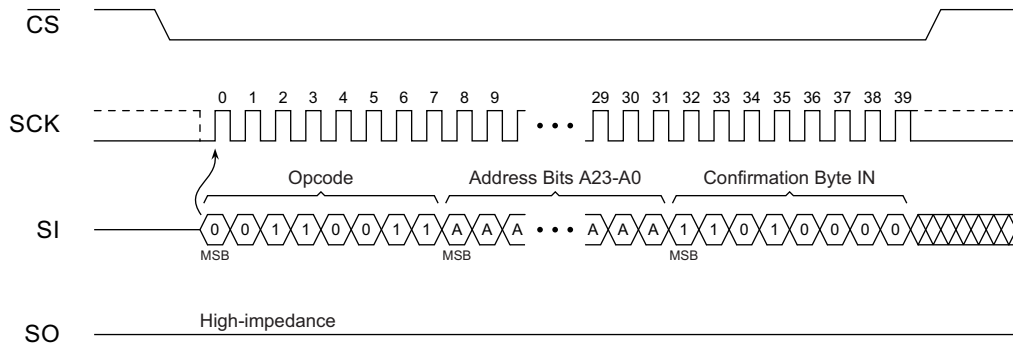 CS
0 1 2 3 4 5 6 7 8 9 29 30 31 32 33 34 35 36 37 38 39
SCK
• • •
Opcode Address Bits A23-A0 Confirmation Byte IN
SI 0 0 1 1 0 0 1 1 A A A • • • A A A 1 1 0 1 0 0 0 0
MSB MSB MSB
High-impedance
SO